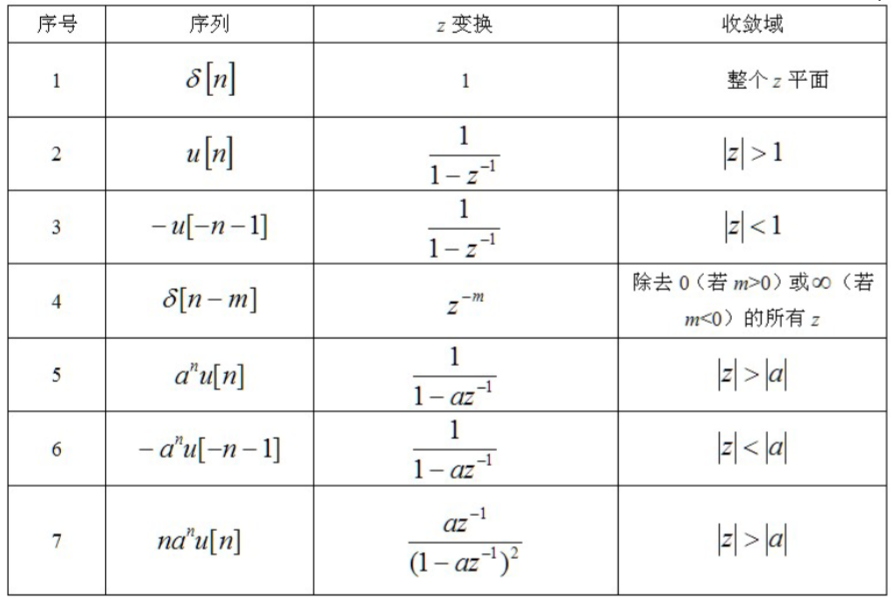 序号 序列 z 变换 收敛域
1 δ[n] 1 整个 z 平面
2 u[n] \frac{1}{1-z^{-1}} |z|>1
3 -u[-n-1] \frac{1}{1-z^{-1}} |z|<1
4 δ[n-m] z^{-m} 除去 0（若 m>0）或∞（若
m<0）的所有 z
5 a^{n}u[n] \frac{1}{1-az^{-1}} |z|>|a|
6 -a^{n}u[-n-1] \frac{1}{1-az^{-1}} |z|<|a|
7 na^{n}u[n] \frac{az^{-1}}{(1-az^{-1})^{2}} |z|>|a|